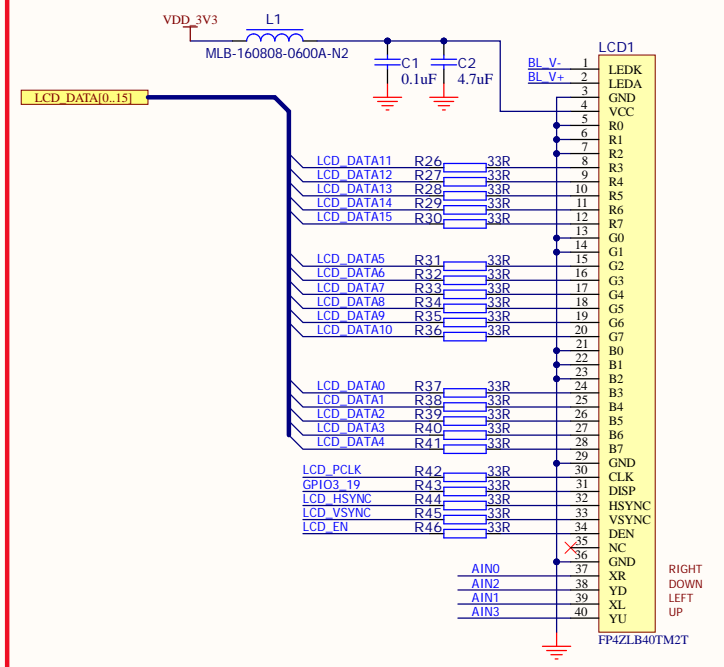 VDD_3V3
L1
MLB-160808-0600A-N2
C1
0.1uF
C2
4.7uF
LCD1
LCD_DATA[0..15]
BL_V- 1 LEDK
BL_V+ 2 LEDA
3 GND
4 VCC
5 R0
6 R1
7 R2
LCD_DATA11 R26 33R 8 R3
LCD_DATA12 R27 33R 9 R4
LCD_DATA13 R28 33R 10 R5
LCD_DATA14 R29 33R 11 R6
LCD_DATA15 R30 33R 12 R7
13 G0
14 G1
LCD_DATA5 R31 33R 15 G2
LCD_DATA6 R32 33R 16 G3
LCD_DATA7 R33 33R 17 G4
LCD_DATA8 R34 33R 18 G5
LCD_DATA9 R35 33R 19 G6
LCD_DATA10 R36 33R 20 G7
21 B0
22 B1
23 B2
LCD_DATA0 R37 33R 24 B3
LCD_DATA1 R38 33R 25 B4
LCD_DATA2 R39 33R 26 B5
LCD_DATA3 R40 33R 27 B6
LCD_DATA4 R41 33R 28 B7
29 GND
LCD_PCLK R42 33R 30 CLK
GPIO3_19 R43 33R 31 DISP
LCD_HSYNC R44 33R 32 HSYNC
LCD_VSYNC R45 33R 33 VSYNC
LCD_EN R46 33R 34 DEN
35 NC
36 GND
AIN0 37 XR RIGHT
AIN2 38 YD DOWN
AIN1 39 XL LEFT
AIN3 40 YU UP
FP4ZLB40TM2T